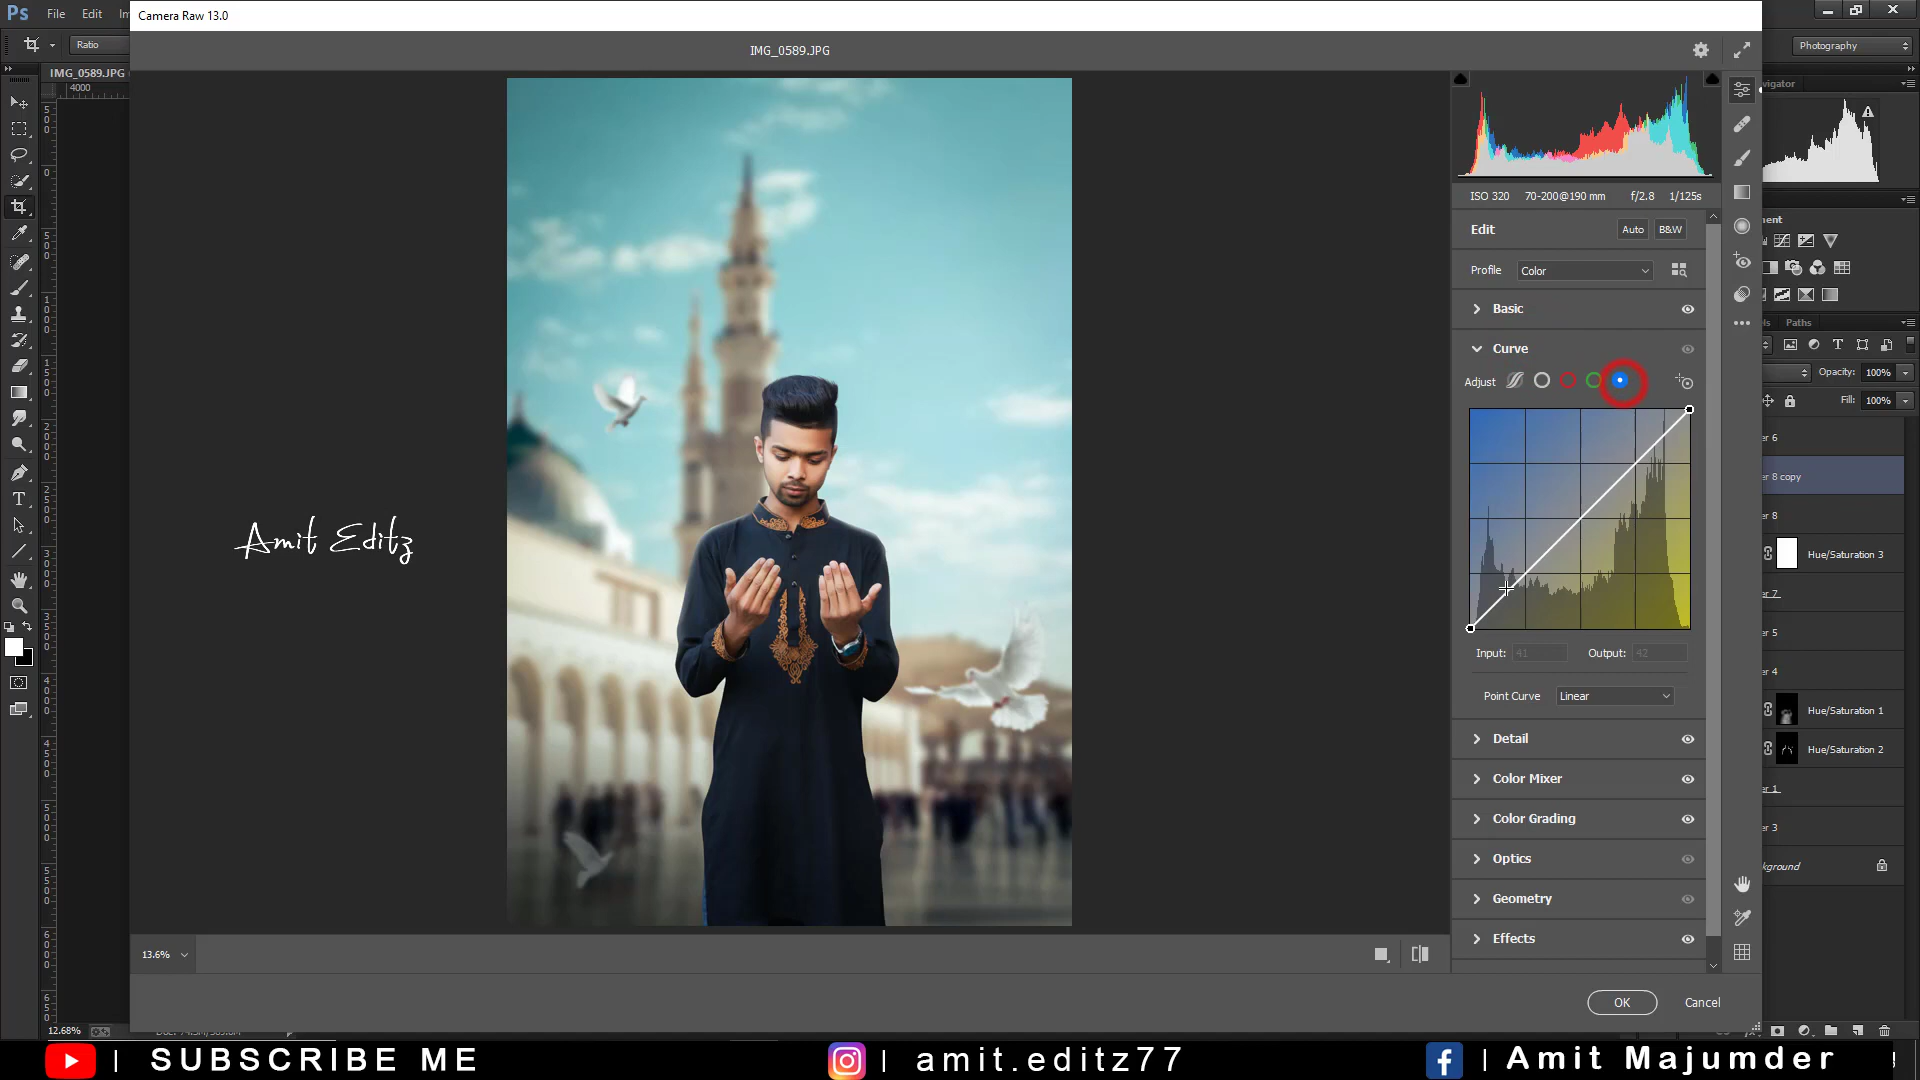 Camera Raw 13.0
Ps File Edit
IMG_0589.JPG
Ratio
Photography
IMG_0589.JPG
4000
ISO 320 70-200@190 mm f/2.8 1/125s
Edit Auto B&W
Profile Color
Basic
Curve
Adjust
Input: 41 Output: 42
Point Curve Linear
Detail
Color Mixer
Color Grading
Optics
Geometry
Effects
Paths
Opacity: 100%
Fill: 100%
Hue/Saturation 3
Hue/Saturation 1
Hue/Saturation 2
Amit Editz
13.6%
OK Cancel
12.68%
| SUBSCRIBE ME
| amit.editz77
| Amit Majumder